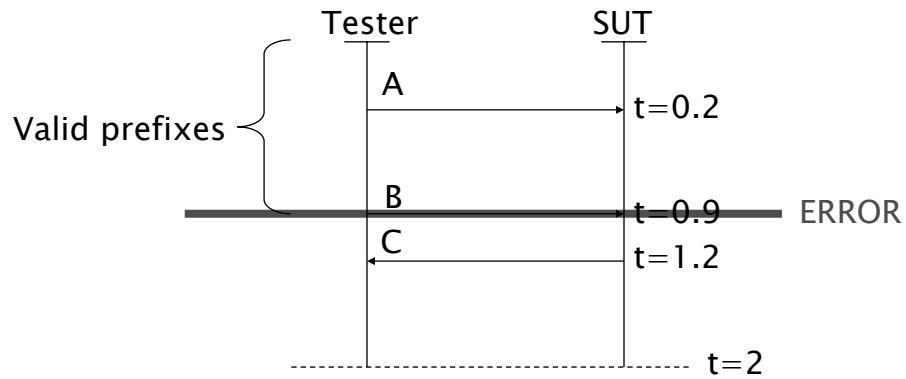 Tester
SUT
A
t=0.2
Valid prefixes
B
t=0.9
ERROR
C
t=1.2
t=2